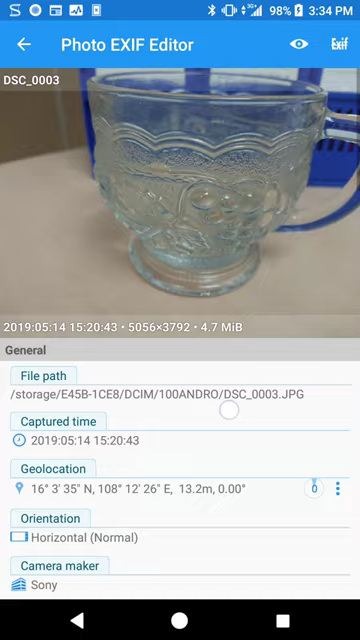 98% 3:34 PM
Photo EXIF Editor
Exif
DSC_0003
2019:05:14 15:20:43 • 5056×3792 • 4.7 MiB
General
File path
/storage/E45B-1CE8/DCIM/100ANDRO/DSC_0003.JPG
Captured time
2019:05:14 15:20:43
Geolocation
16° 3' 35" N, 108° 12' 26" E, 13.2m, 0.00°
0
Orientation
Horizontal (Normal)
Camera maker
Sony